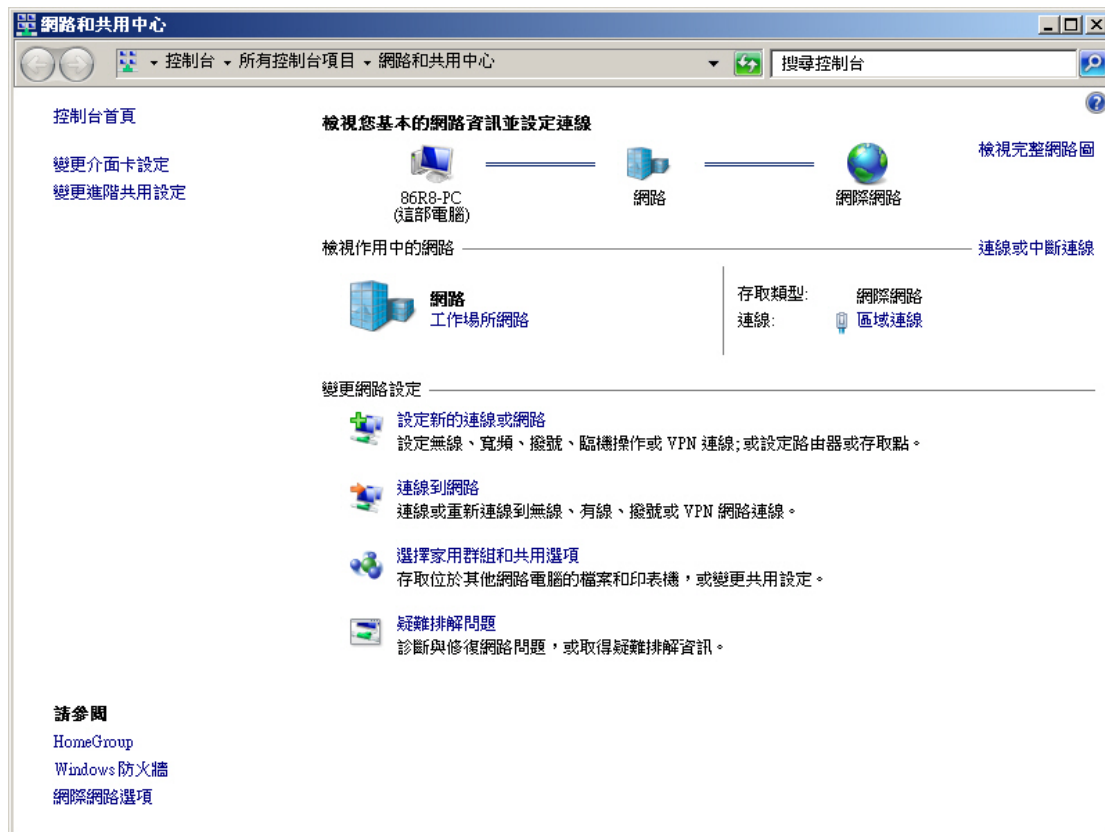 網路和共用中心
控制台 所有控制台項目 網路和共用中心 搜尋控制台
控制台首頁
變更介面卡設定
變更進階共用設定
檢視您基本的網路資訊並設定連線
檢視完整網路圖
86R8-PC
(這部電腦)
網路
網際網路
檢視作用中的網路
連線或中斷連線
網路
工作場所網路
存取類型: 網際網路
連線: 區域連線
變更網路設定
設定新的連線或網路
設定無線、寬頻、撥號、臨機操作或 VPN 連線;或設定路由器或存取點。
連線到網路
連線或重新連線到無線、有線、撥號或 VPN 網路連線。
選擇家用群組和共用選項
存取位於其他網路電腦的檔案和印表機，或變更共用設定。
疑難排解問題
診斷與修復網路問題，或取得疑難排解資訊。
請參閱
HomeGroup
Windows 防火牆
網際網路選項